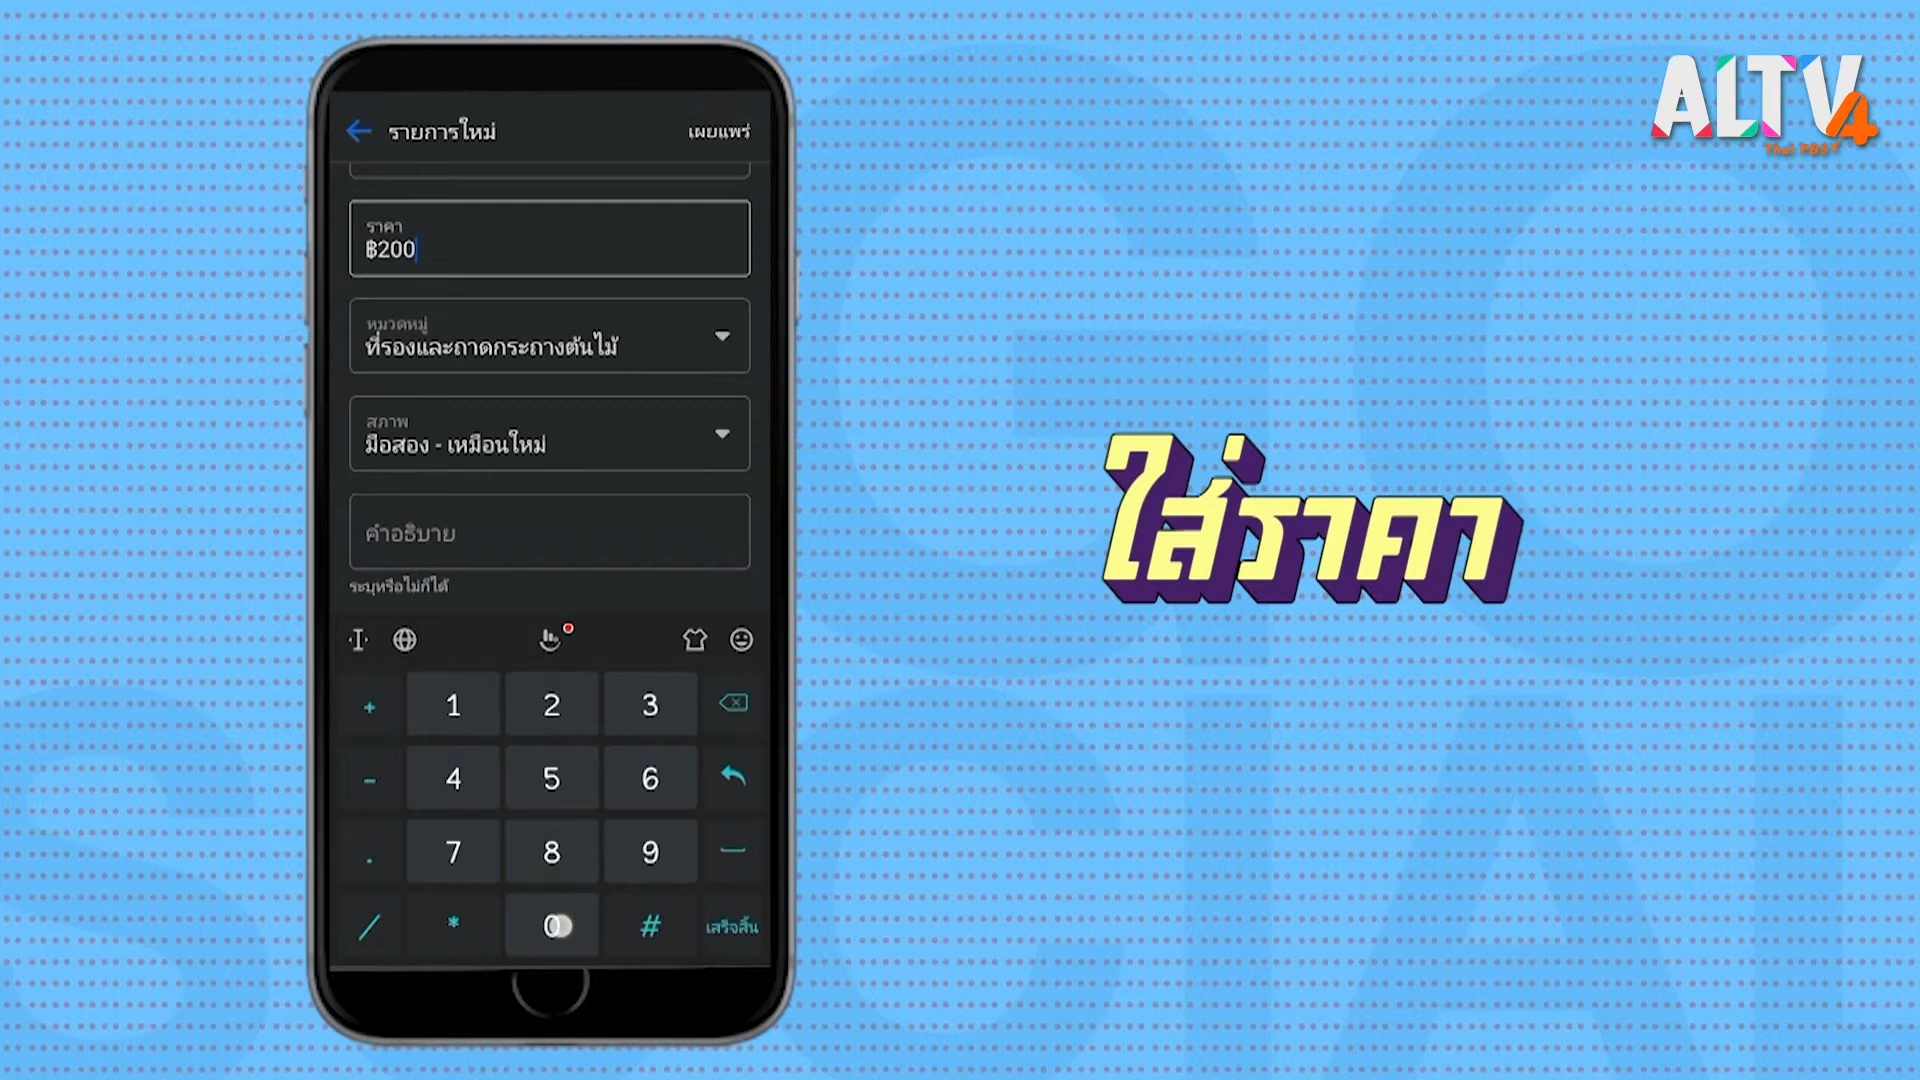 ALTV4
Thai PBS
รายการใหม่
เผยแพร่
ราคา
฿200
หมวดหมู่
ที่รองและถาดกระถางต้นไม้
สภาพ
มือสอง - เหมือนใหม่
คำอธิบาย
ระบุหรือไม่ก็ได้
+ 1 2 3
- 4 5 6
. 7 8 9
/ * 0 # เสร็จสิ้น
ใส่ราคา
GO
SOCIAL